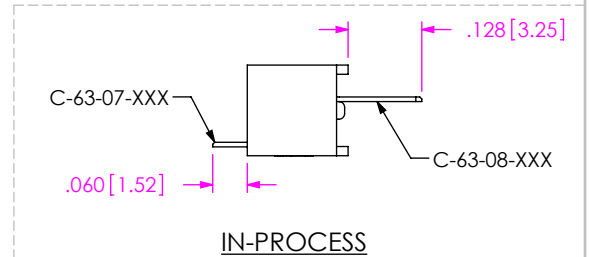 .128[3.25]
C-63-07-XXX
C-63-08-XXX
.060[1.52]
IN-PROCESS